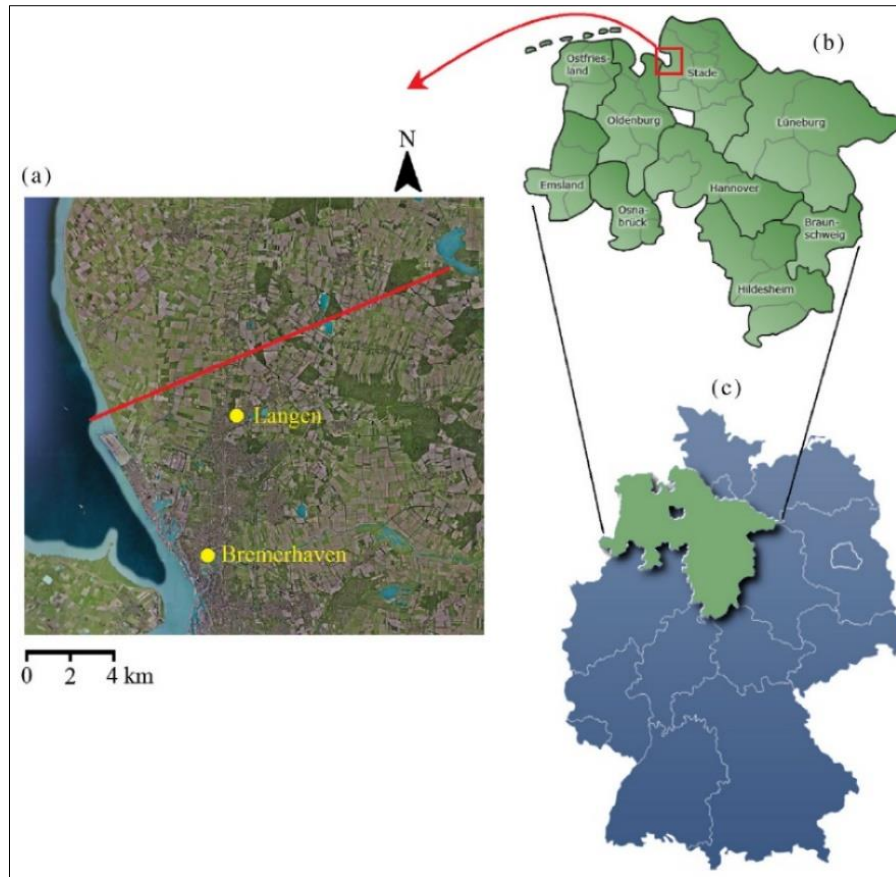 (b)
Ostfries-
land
Stade
Oldenburg
Lüneburg
N
(a)
Emsland
Hannover
Osna-
brück
Braun-
schweig
Hildesheim
(c)
Langen
Bremerhaven
0 2 4 km